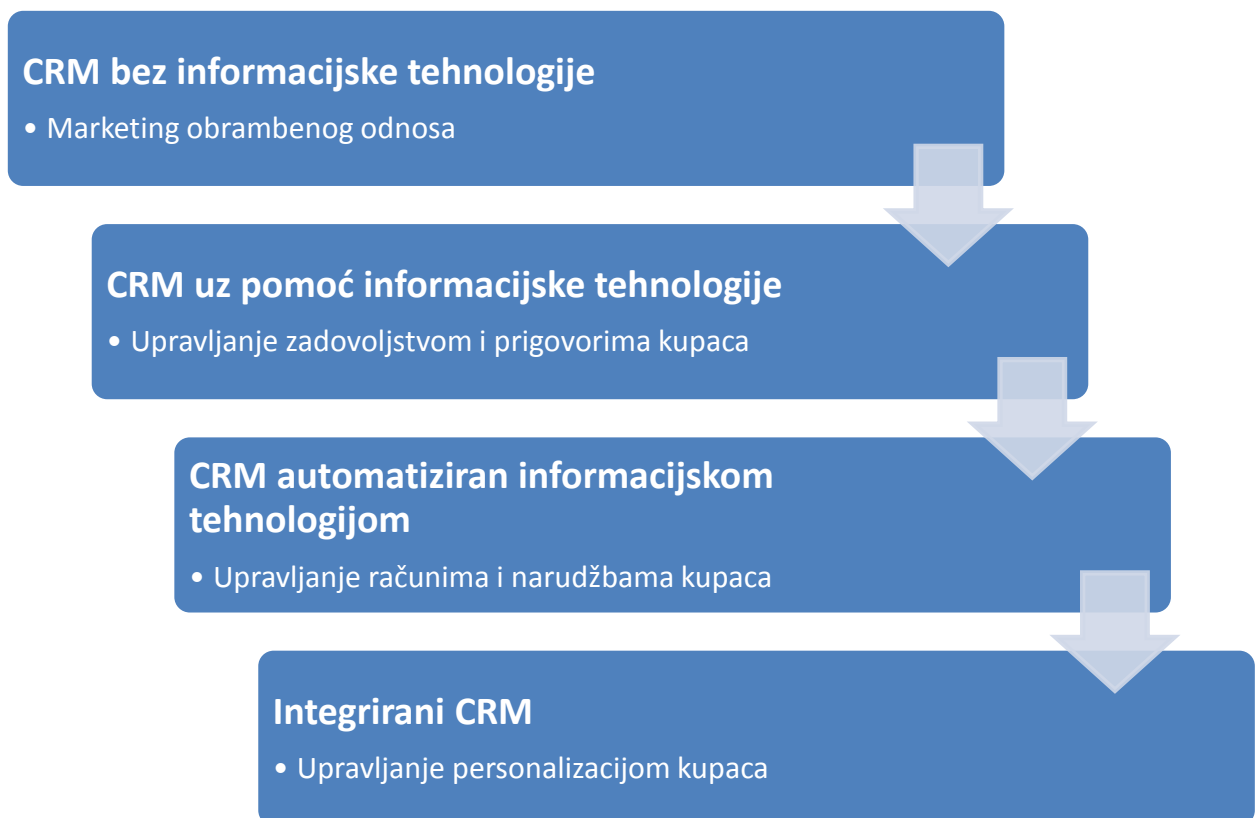 CRM bez informacijske tehnologije
• Marketing obrambenog odnosa
CRM uz pomoć informacijske tehnologije
• Upravljanje zadovoljstvom i prigovorima kupaca
CRM automatiziran informacijskom
tehnologijom
• Upravljanje računima i narudžbama kupaca
Integrirani CRM
• Upravljanje personalizacijom kupaca